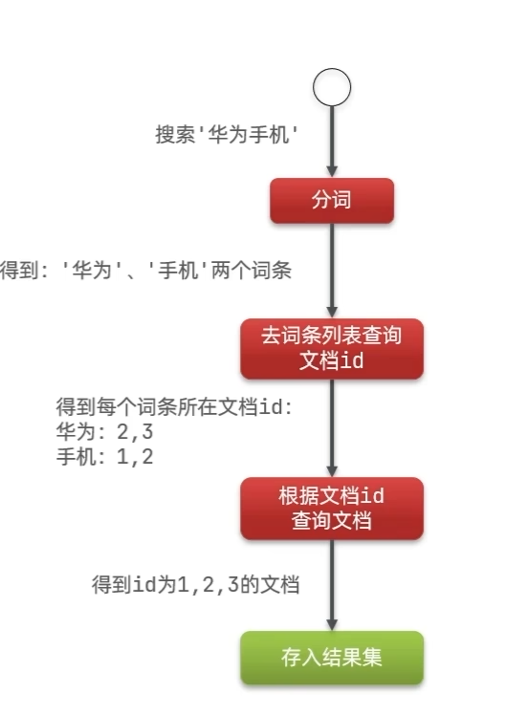 搜索'华为手机'
分词
得到：'华为'、'手机'两个词条
去词条列表查询
文档id
得到每个词条所在文档id：
华为：2,3
手机：1,2
根据文档id
查询文档
得到id为1,2,3的文档
存入结果集